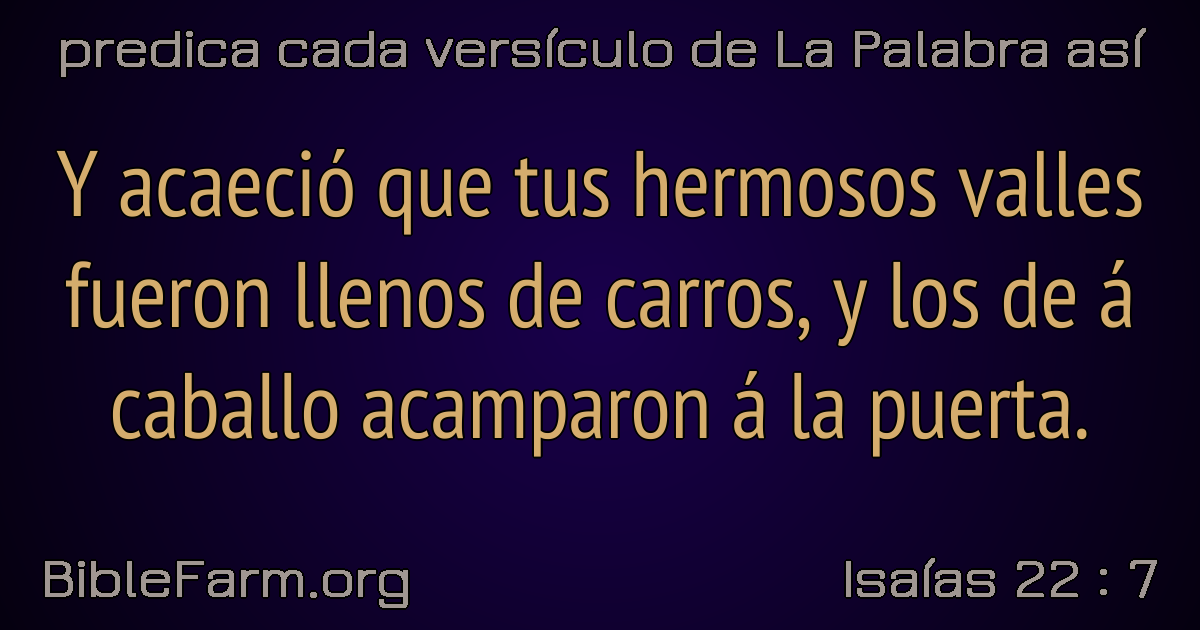 predica cada versículo de La Palabra así
Y acaeció que tus hermosos valles
fueron llenos de carros, y los de á
caballo acamparon á la puerta.
BibleFarm.org
Isaías 22 : 7